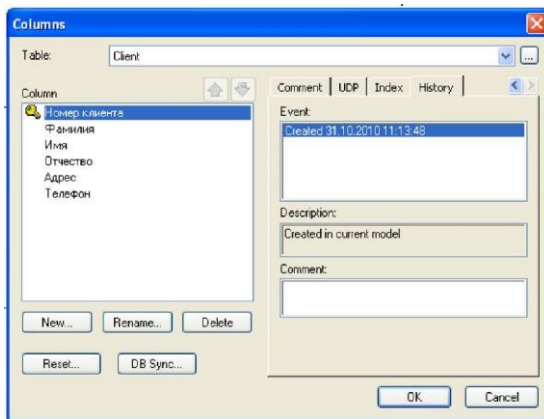 Columns
Table:
Client
...
Column
Номер клиента
Фамилия
Имя
Отчество
Адрес
Телефон
New...
Rename...
Delete
Reset...
DB Sync...
Comment
UDP
Index
History
Event:
Created 31.10.2010 11:13:48
Description:
Created in current model
Comment:
OK
Cancel